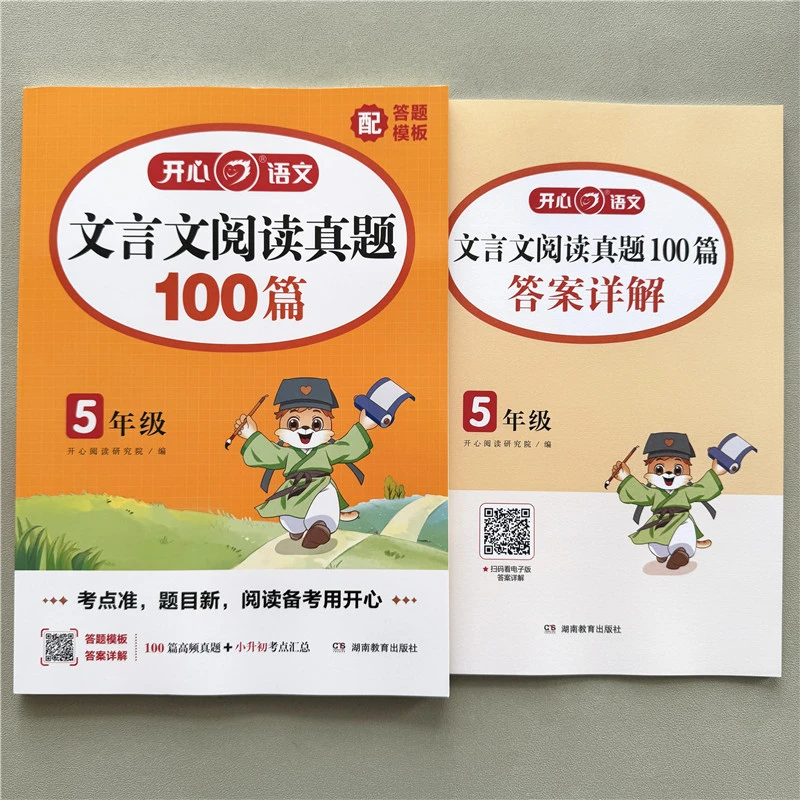 配 答题
模板
开心®语文
文言文阅读真题
100篇
5年级
开心阅读研究院/编
考点准，题目新，阅读备考用开心
答题模板
答案详解
100篇高频真题+小升初考点汇总
CS 湖南教育出版社
开心®语文
文言文阅读真题100篇
答案详解
5年级
开心阅读研究院/编
★扫码看电子版
答案详解
CS 湖南教育出版社